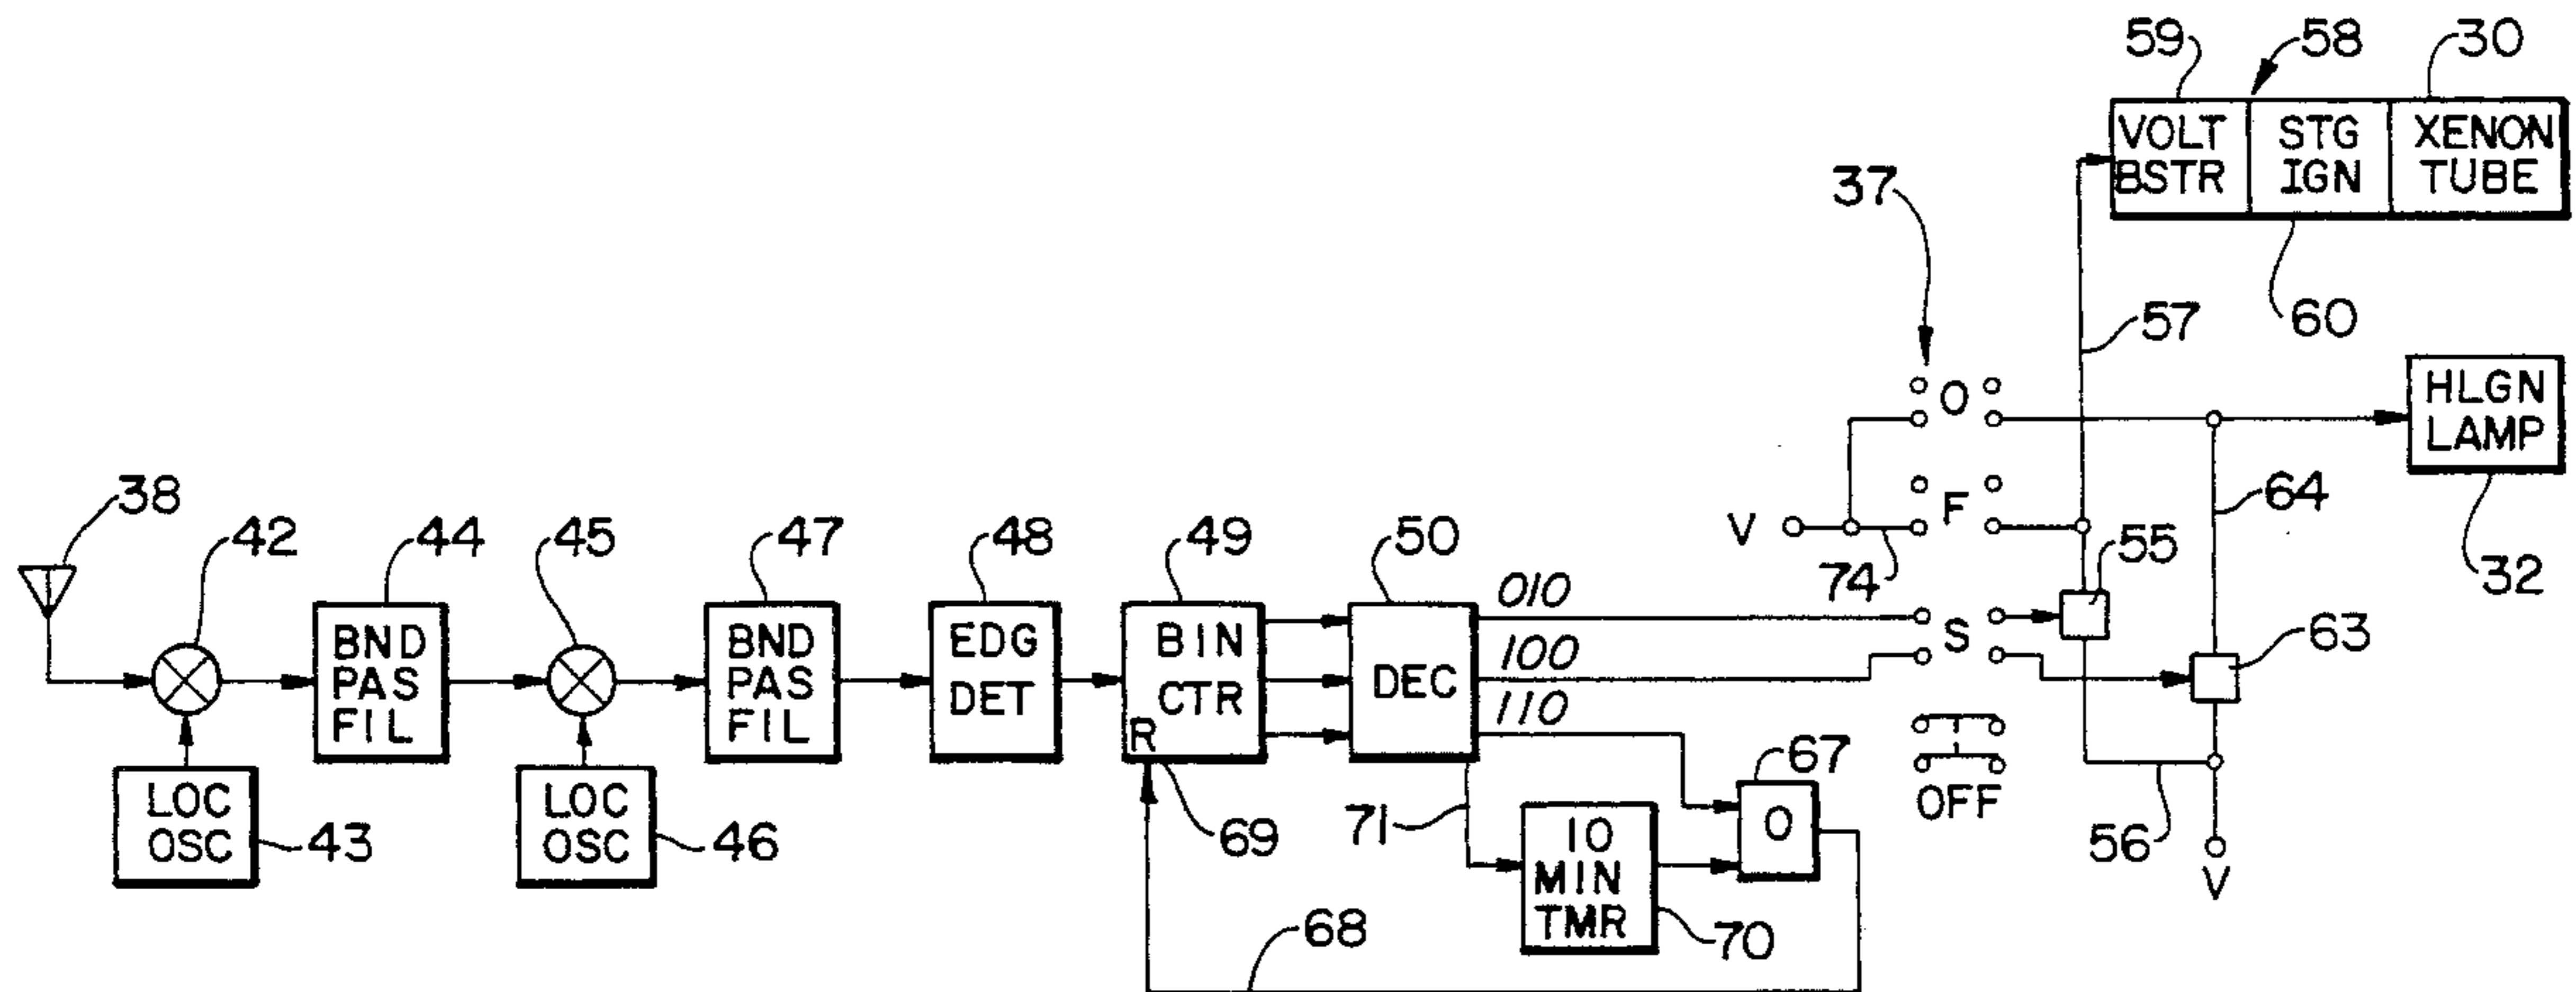 59
58
30
VOLT
BSTR
STG
IGN
XENON
TUBE
37
57
60
O
HLGN
LAMP
38
42
44
45
47
48
49
50
V
F
74
64
55
32
010
100
110
S
63
BND
PAS
FIL
BND
PAS
FIL
EDG
DET
BIN
CTR
R
DEC
LOC
OSC
43
LOC
OSC
46
69
71
10
MIN
TMR
70
67
O
OFF
56
V
68